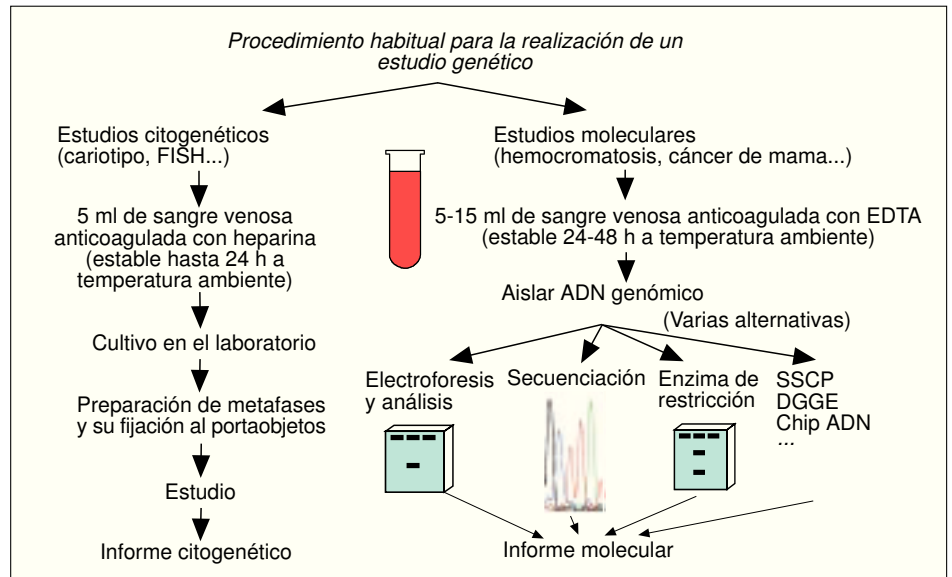 Procedimiento habitual para la realización de un
estudio genético
Estudios citogenéticos
(cariotipo, FISH...)
5 ml de sangre venosa
anticoagulada con heparina
(estable hasta 24 h a
temperatura ambiente)
Cultivo en el laboratorio
Preparación de metafases
y su fijación al portaobjetos
Estudio
Informe citogenético
Estudios moleculares
(hemocromatosis, cáncer de mama...)
5-15 ml de sangre venosa anticoagulada con EDTA
(estable 24-48 h a temperatura ambiente)
Aislar ADN genómico
(Varias alternativas)
Electroforesis
y análisis
Secuenciación
Enzima de
restricción
SSCP
DGGE
Chip ADN
...
Informe molecular